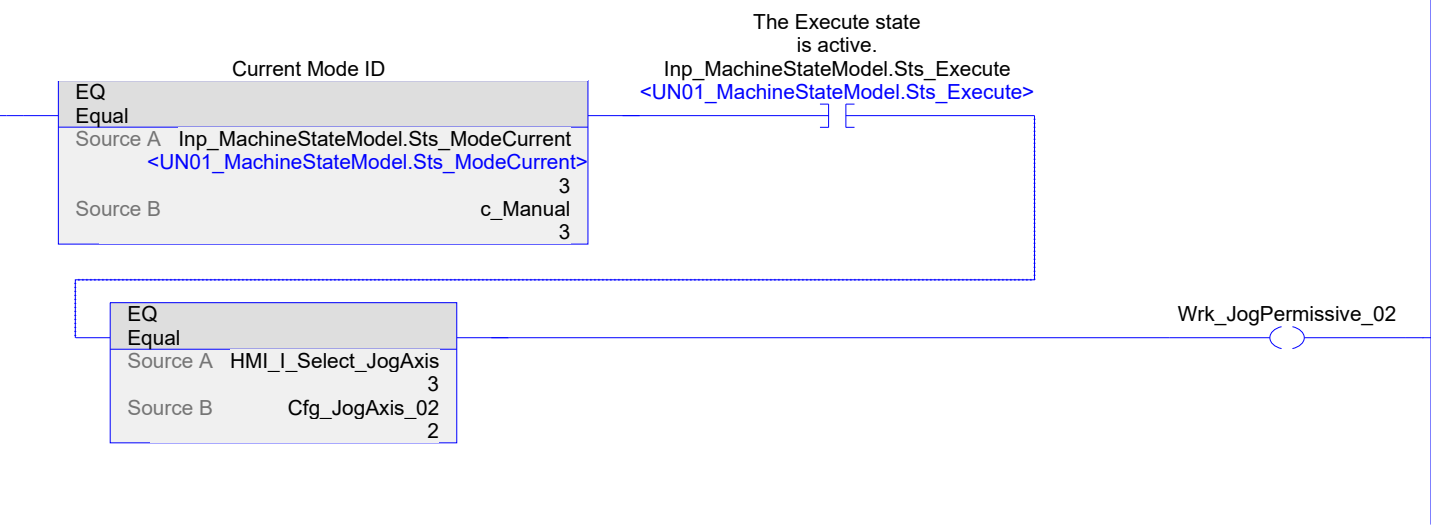 The Execute state
is active.
Current Mode ID
Inp_MachineStateModel.Sts_Execute
EQ
<UN01_MachineStateModel.Sts_Execute>
Equal
Source A Inp_MachineStateModel.Sts_ModeCurrent
<UN01_MachineStateModel.Sts_ModeCurrent>
3
Source B c_Manual
3
EQ
Wrk_JogPermissive_02
Equal
Source A HMI_I_Select_JogAxis
3
Source B Cfg_JogAxis_02
2